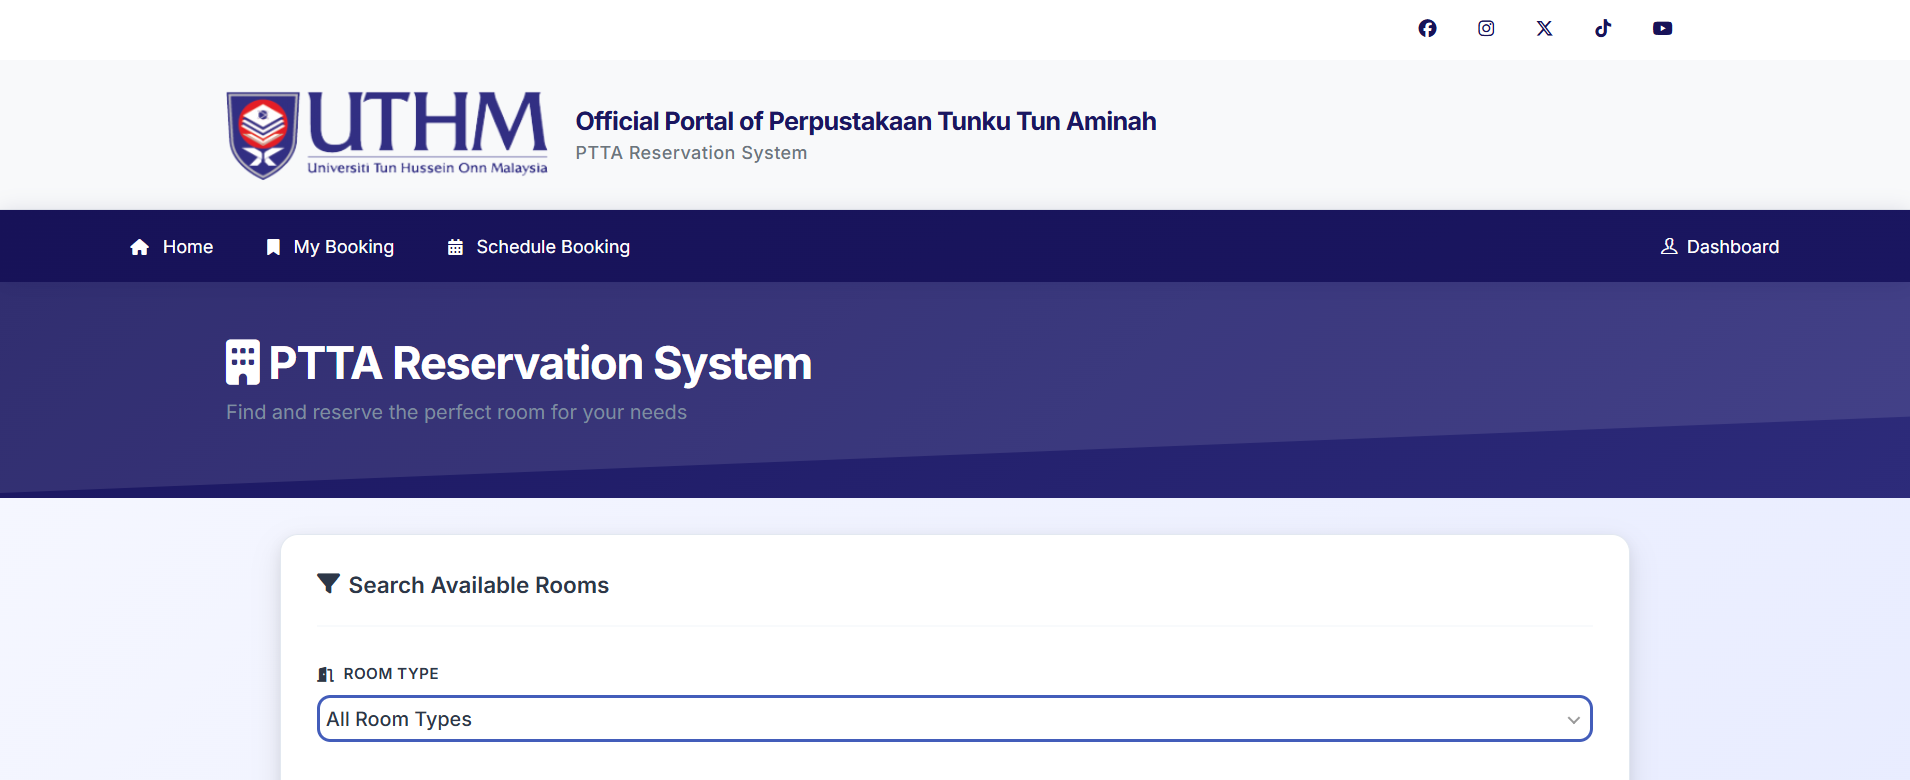 UTHM
Universiti Tun Hussein Onn Malaysia
Official Portal of Perpustakaan Tunku Tun Aminah
PTTA Reservation System
Home
My Booking
Schedule Booking
Dashboard
PTTA Reservation System
Find and reserve the perfect room for your needs
Search Available Rooms
ROOM TYPE
All Room Types